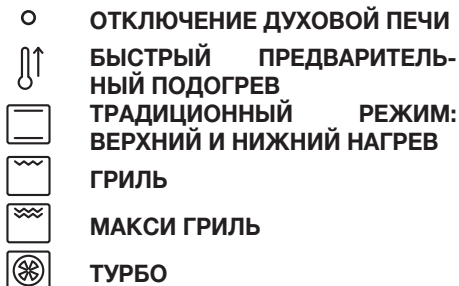 ОТКЛЮЧЕНИЕ ДУХОВОЙ ПЕЧИ
БЫСТРЫЙ ПРЕДВАРИТЕЛЬ-
НЫЙ ПОДОГРЕВ
ТРАДИЦИОННЫЙ РЕЖИМ:
ВЕРХНИЙ И НИЖНИЙ НАГРЕВ
ГРИЛЬ
МАКСИ ГРИЛЬ
ТУРБО